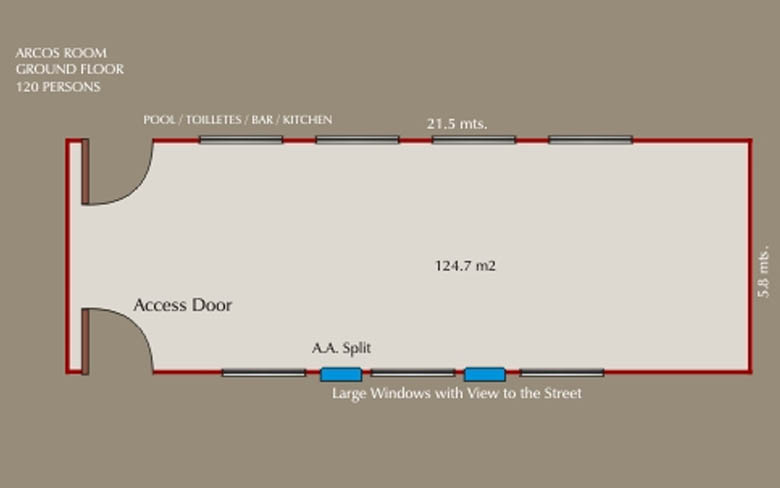 ARCOS ROOM
GROUND FLOOR
120 PERSONS
POOL / TOILLETES / BAR / KITCHEN
21.5 mts.
124.7 m2
5.8 mts.
Access Door
A.A. Split
Large Windows with View to the Street